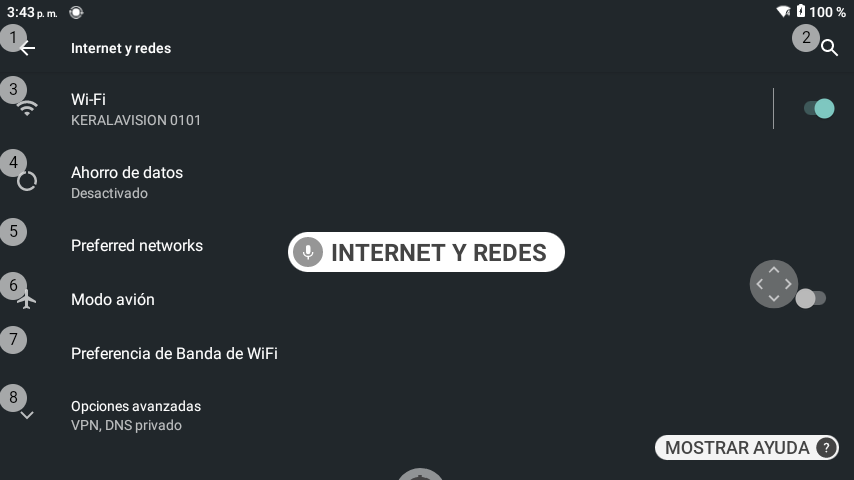 3:43 p. m.
100 %
1
Internet y redes
2
3
Wi-Fi
KERALAVISION 0101
4
Ahorro de datos
Desactivado
5
Preferred networks
INTERNET Y REDES
6
Modo avión
7
Preferencia de Banda de WiFi
8
Opciones avanzadas
VPN, DNS privado
MOSTRAR AYUDA ?